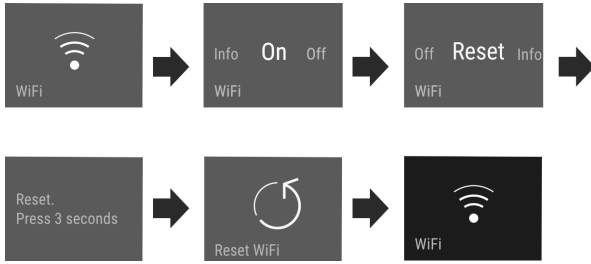 WiFi
Info On Off
WiFi
Off Reset Info
WiFi
Reset.
Press 3 seconds
Reset WiFi
WiFi